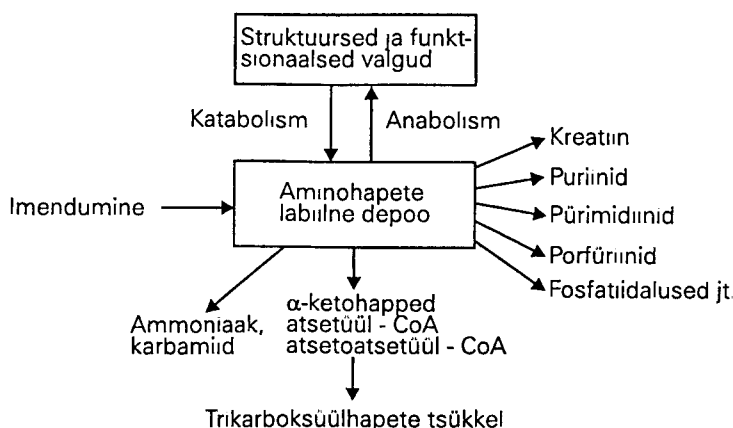 Struktuursed ja funkt-
sionaalsed valgud
Katabolism
Anabolism
Kreatiin
Puriinid
Imendumine
Aminohapete
labiilne depoo
Pürimidiinid
Porfüriinid
Fosfatiidalused jt.
Ammoniaak,
karbamiid
α-ketohapped
atsetüül - CoA
atsetoatsetüül - CoA
Trikarboksüülhapete tsükkel